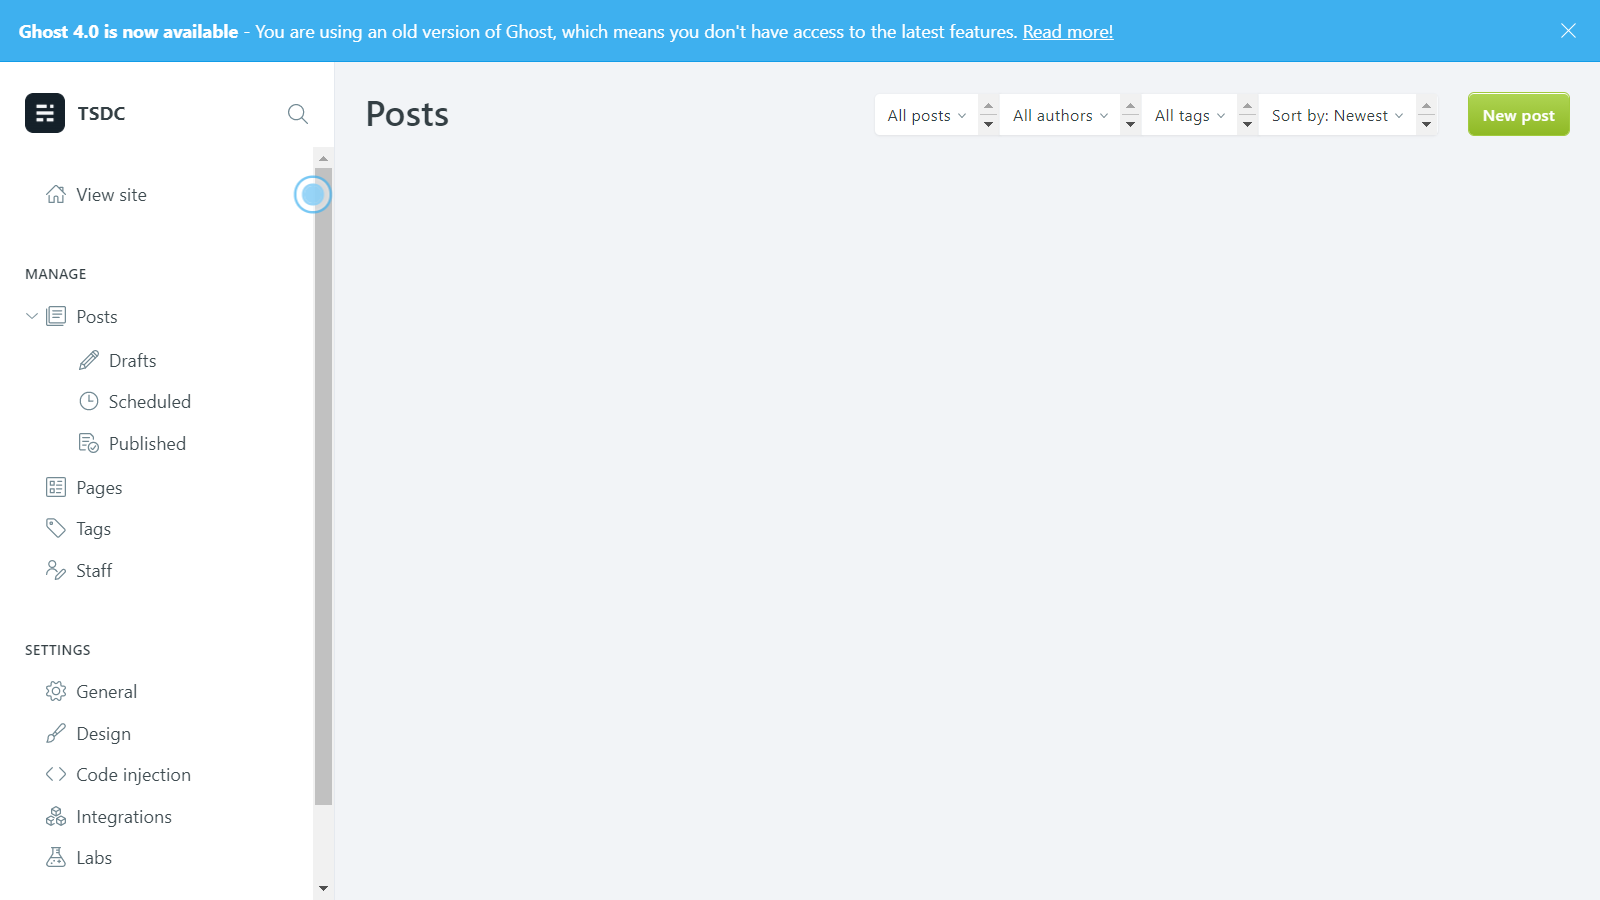 Ghost 4.0 is now available - You are using an old version of Ghost, which means you don't have access to the latest features. Read more!
TSDC
View site
MANAGE
Posts
Drafts
Scheduled
Published
Pages
Tags
Staff
SETTINGS
General
Design
Code injection
Integrations
Labs
Posts
All posts
All authors
All tags
Sort by: Newest
New post